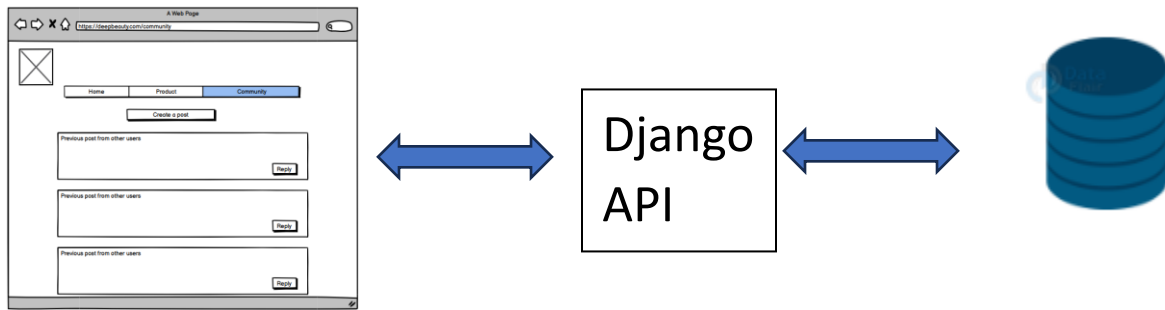 A Web Page
https://deepbeauty.com/community
Home
Product
Community
Create a post
Previous post from other users
Reply
Previous post from other users
Reply
Previous post from other users
Reply
Django
API
Data